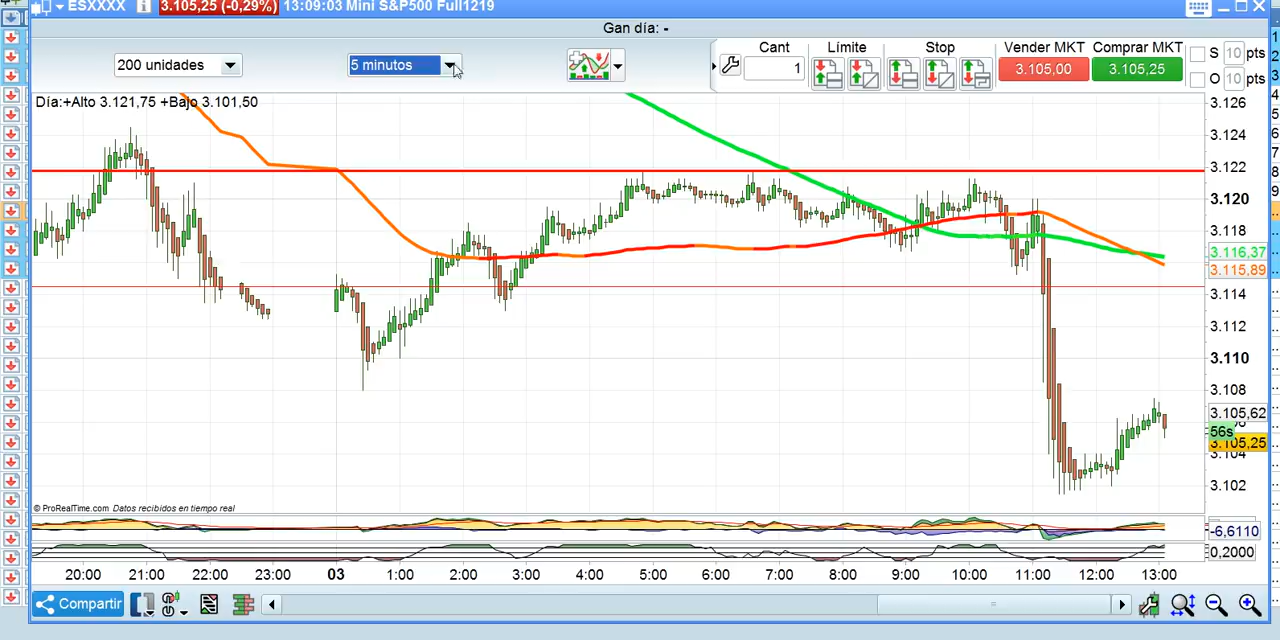 ESXXXX i 3.105,25 (-0,29%) 13:09:03 Mini S&P500 Full1219
Gan día: -
200 unidades
5 minutos
Cant
1
Límite
Stop
Vender MKT
3.105,00
Comprar MKT
3.105,25
S 10 pts
O 10 pts
Día:+Alto 3.121,75 +Bajo 3.101,50
3.126
3.124
3.122
3.120
3.118
3.116,37
3.115,89
3.114
3.112
3.110
3.108
3.105,62
56s
3.105,25
3.104
3.102
© ProRealTime.com Datos recibidos en tiempo real
-6,6110
0,2000
20:00 21:00 22:00 23:00 03 1:00 2:00 3:00 4:00 5:00 6:00 7:00 8:00 9:00 10:00 11:00 12:00 13:00
Compartir